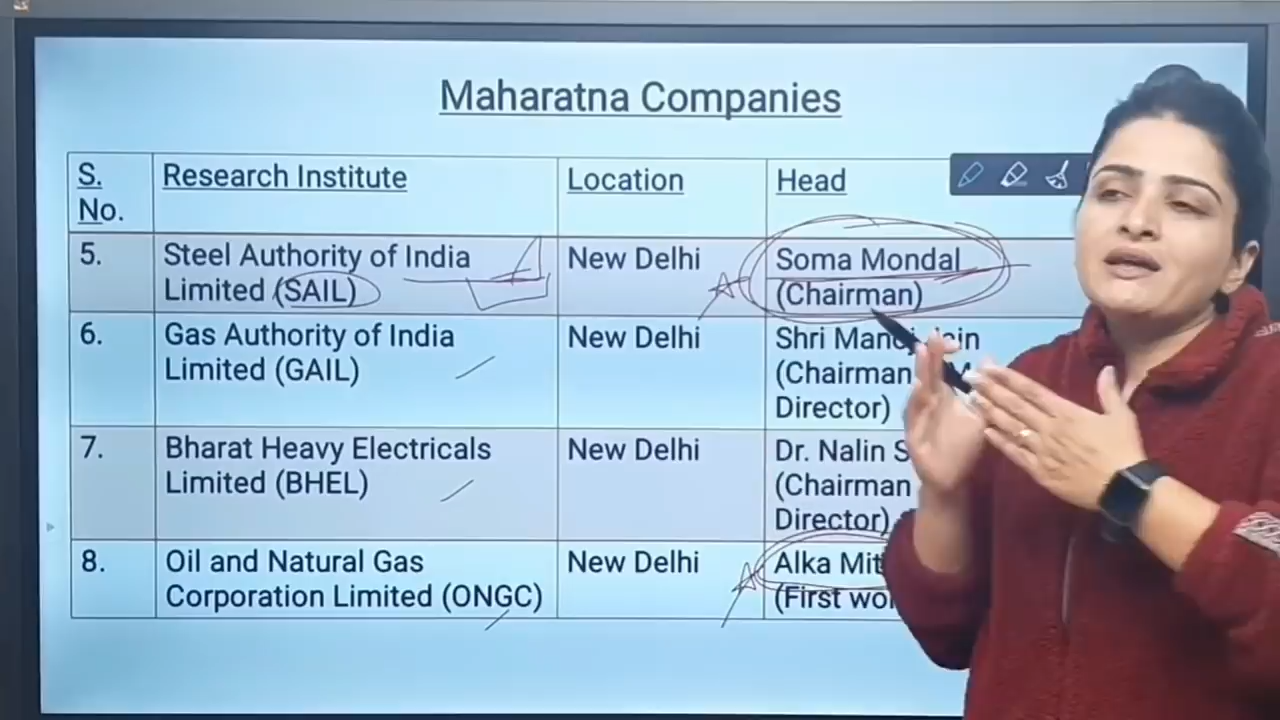 Maharatna Companies
S. No.
Research Institute
Location
Head
5.
Steel Authority of India
Limited (SAIL)
New Delhi
Soma Mondal
(Chairman)
6.
Gas Authority of India
Limited (GAIL)
New Delhi
Shri
(Chairman
Director)
7.
Bharat Heavy Electricals
Limited (BHEL)
New Delhi
Dr. Nalin
(Chairman
Director)
8.
Oil and Natural Gas
Corporation Limited (ONGC)
New Delhi
Alka
(First